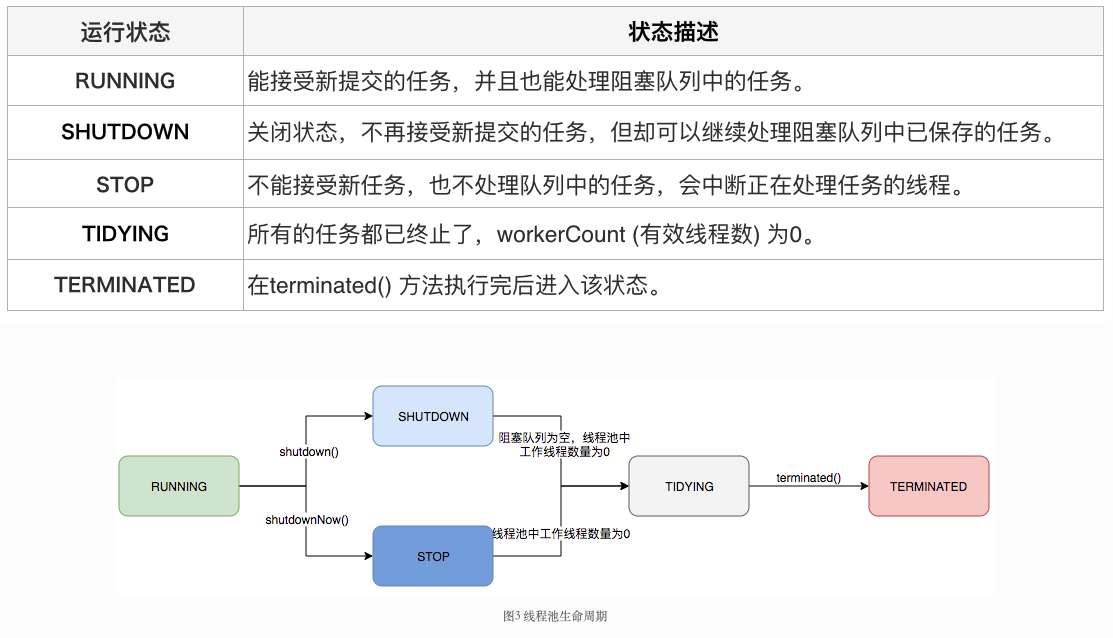 运行状态 状态描述
RUNNING 能接受新提交的任务，并且也能处理阻塞队列中的任务。
SHUTDOWN 关闭状态，不再接受新提交的任务，但却可以继续处理阻塞队列中已保存的任务。
STOP 不能接受新任务，也不处理队列中的任务，会中断正在处理任务的线程。
TIDYING 所有的任务都已终止了，workerCount (有效线程数) 为0。
TERMINATED 在terminated() 方法执行完后进入该状态。
SHUTDOWN
阻塞队列为空，线程池中
工作线程数量为0
shutdown()
RUNNING
TIDYING
terminated()
TERMINATED
shutdownNow()
线程池中工作线程数量为0
STOP
图3 线程池生命周期